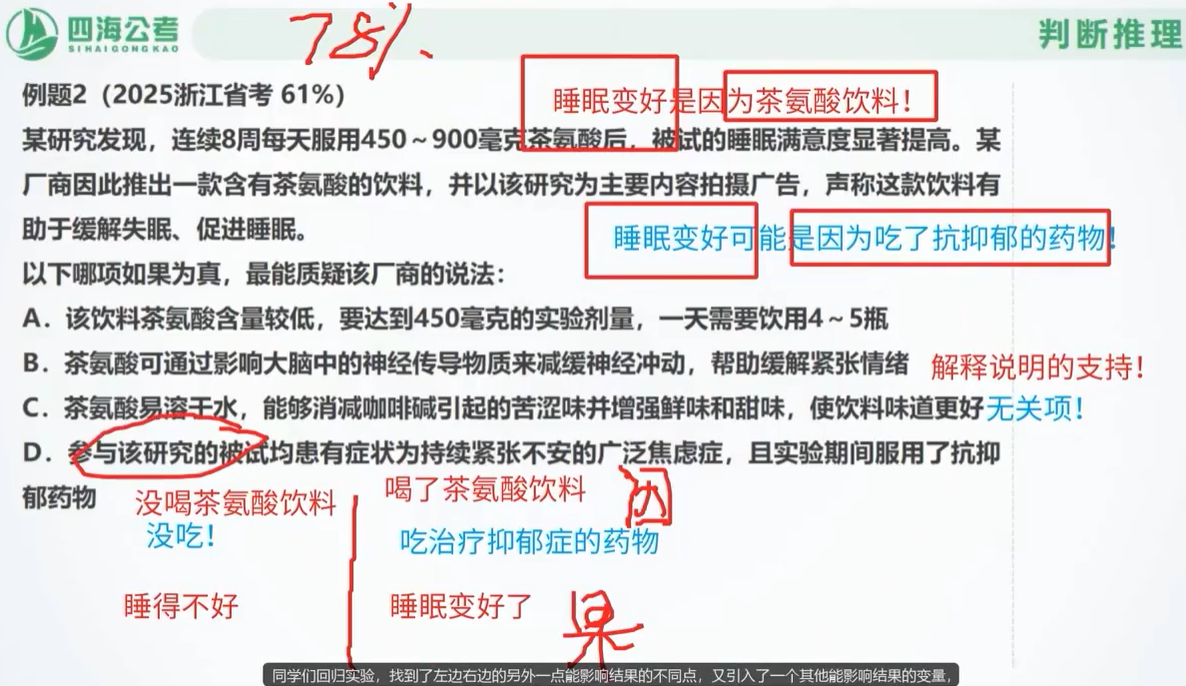 四海公考
SIHAIGONGKAO
78%.
判断推理
例题2（2025浙江省考 61%）
睡眠变好是因为茶氨酸饮料！
某研究发现，连续8周每天服用450～900毫克茶氨酸后，被试的睡眠满意度显著提高。某
厂商因此推出一款含有茶氨酸的饮料，并以该研究为主要内容拍摄广告，声称这款饮料有
助于缓解失眠、促进睡眠。
睡眠变好可能是因为吃了抗抑郁的药物！
以下哪项如果为真，最能质疑该厂商的说法：
A．该饮料茶氨酸含量较低，要达到450毫克的实验剂量，一天需要饮用4～5瓶
B．茶氨酸可通过影响大脑中的神经传导物质来减缓神经冲动，帮助缓解紧张情绪
解释说明的支持！
C．茶氨酸易溶于水，能够消减咖啡碱引起的苦涩味并增强鲜味和甜味，使饮料味道更好
无关项！
D．参与该研究的被试均患有症状为持续紧张不安的广泛焦虑症，且实验期间服用了抗抑
郁药物
没喝茶氨酸饮料
喝了茶氨酸饮料
因
没吃！
吃治疗抑郁症的药物
睡得不好
睡眠变好了
果
同学们回归实验，找到了左边右边的另外一点能影响结果的不同点，又引入了一个其他能影响结果的变量，